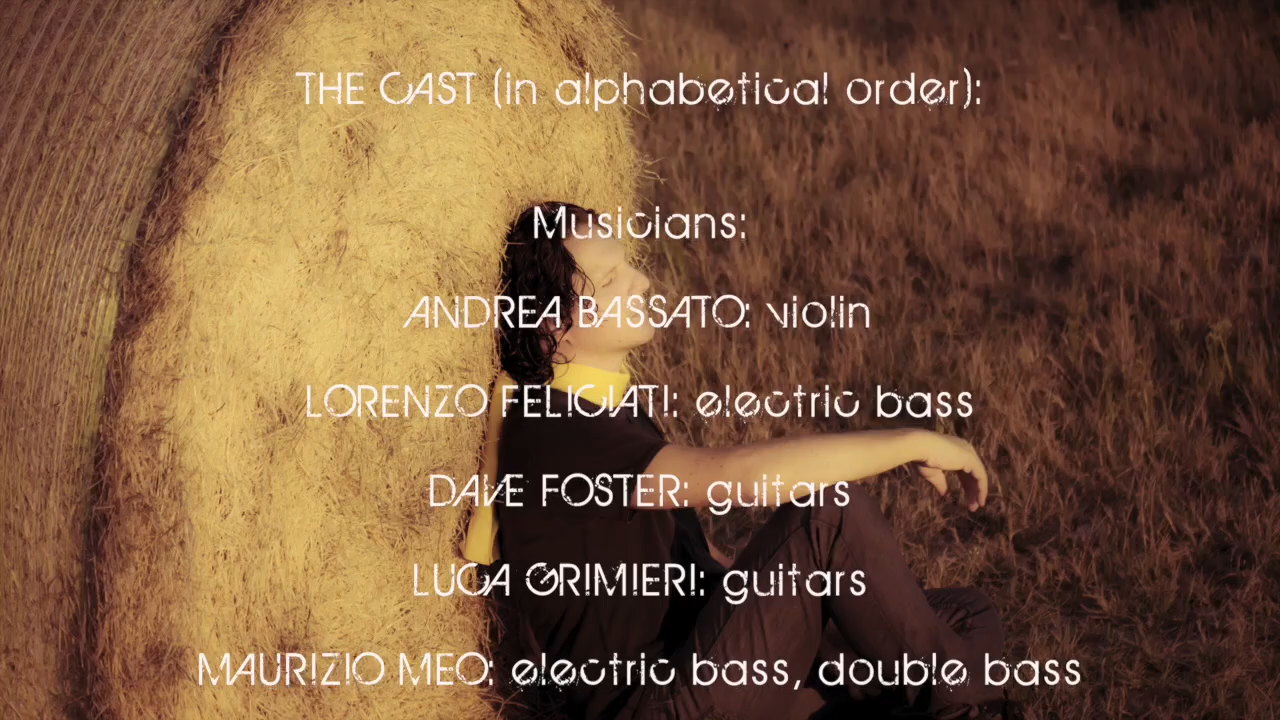 THE CAST (in alphabetical order):
Musicians:
ANDREA BASSATO: violin
LORENZO FELICIATI: electric bass
DAVE FOSTER: guitars
LUCA GRIMIERI: guitars
MAURIZIO MEO: electric bass, double bass